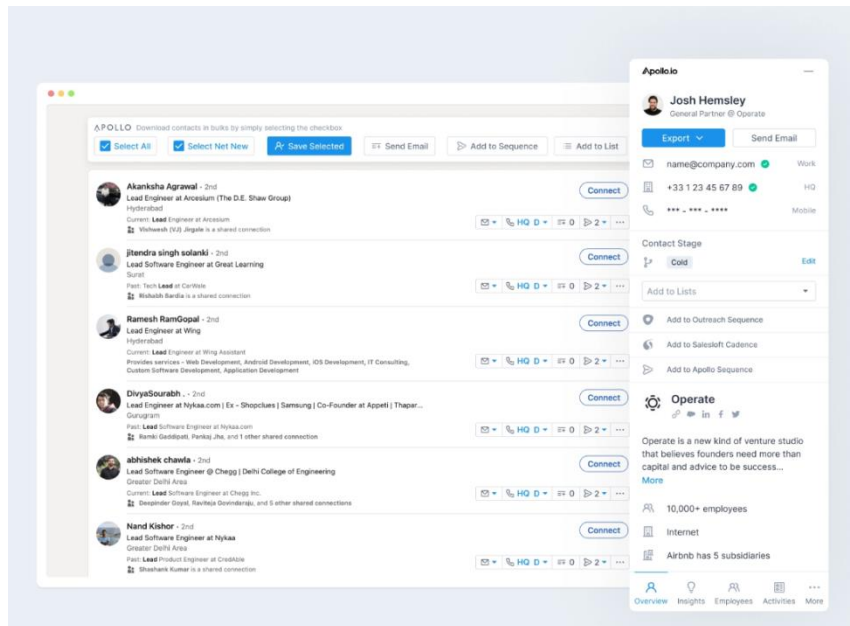 APOLLO Download contacts in bulks by simply selecting the checkbox
Select All Select Net New Save Selected Send Email Add to Sequence Add to List
Akanksha Agrawal - 2nd
Lead Engineer at Arcesium (The D.E. Shaw Group)
Hyderabad
Current: Lead Engineer at Arcesium
Vishwesh (VJ) Jirgale is a shared connection
Connect
HQ D 0 2 ...
jitendra singh solanki - 2nd
Lead Software Engineer at Great Learning
Surat
Past: Tech Lead at CarWale
Rishabh Bardia is a shared connection
Connect
HQ D 0 2 ...
Ramesh RamGopal - 2nd
Lead Engineer at Wing
Hyderabad
Current: Lead Engineer at Wing Assistant
Provides services - Web Development, Android Development, iOS Development, IT Consulting,
Custom Software Development, Application Development
Connect
HQ D 0 2 ...
DivyaSourabh . - 2nd
Lead Engineer at Nykaa.com | Ex - Shopclues | Samsung | Co-Founder at Appeti | Thapar...
Gurugram
Past: Lead Software Engineer at Nykaa.com
Ramki Gaddipati, Pankaj Jha, and 1 other shared connection
Connect
HQ D 0 2 ...
abhishek chawla - 2nd
Lead Software Engineer @ Chegg | Delhi College of Engineering
Greater Delhi Area
Current: Lead Software Engineer at Chegg Inc.
Deepinder Goyal, Raviteja Govindaraju, and 5 other shared connections
Connect
HQ D 0 2 ...
Nand Kishor - 2nd
Lead Software Engineer at Nykaa
Greater Delhi Area
Past: Lead Product Engineer at CredAble
Shashank Kumar is a shared connection
Connect
HQ D 0 2 ...
Apollo.io
Josh Hemsley
General Partner @ Operate
Export Send Email
name@company.com Work
+33 1 23 45 67 89 HQ
*** - *** - **** Mobile
Contact Stage
Cold Edit
Add to Lists
Add to Outreach Sequence
Add to Salesloft Cadence
Add to Apollo Sequence
Operate
in f
Operate is a new kind of venture studio
that believes founders need more than
capital and advice to be success...
More
10,000+ employees
Internet
Airbnb has 5 subsidiaries
Overview Insights Employees Activities More